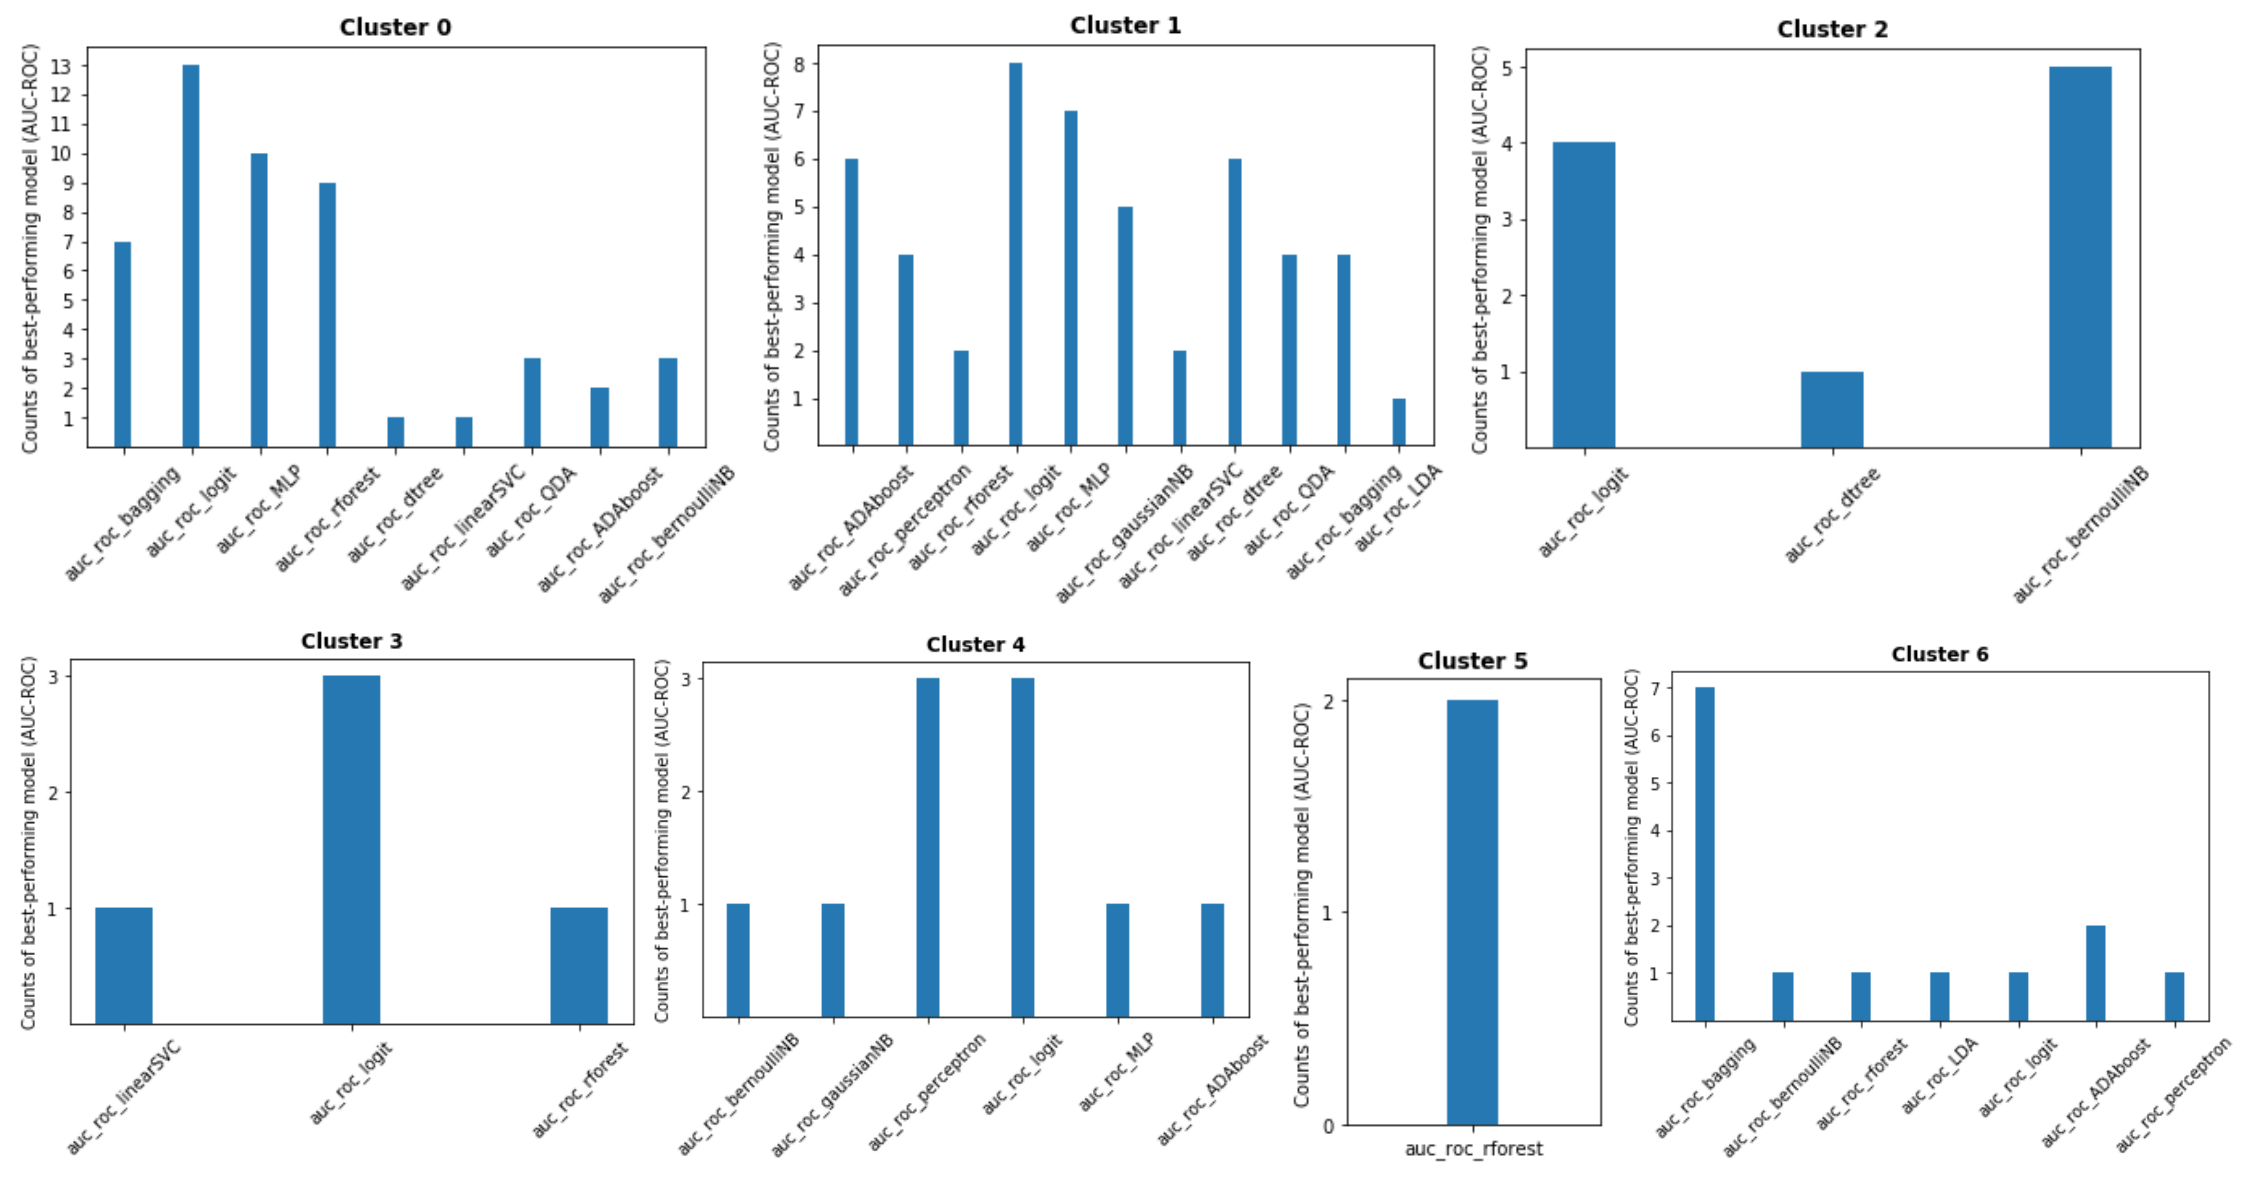 Cluster 0
Counts of best-performing model (AUC-ROC)
13
12
11
10
9
8
7
6
5
4
3
2
1
auc_roc_bagging
auc_roc_logit
auc_roc_MLP
auc_roc_rforest
auc_roc_dtree
auc_roc_linearSVC
auc_roc_QDA
auc_roc_ADAboost
auc_roc_bernoulliNB
Cluster 1
Counts of best-performing model (AUC-ROC)
8
7
6
5
4
3
2
1
auc_roc_ADAboost
auc_roc_perceptron
auc_roc_rforest
auc_roc_logit
auc_roc_MLP
auc_roc_gaussianNB
auc_roc_linearSVC
auc_roc_dtree
auc_roc_QDA
auc_roc_bagging
auc_roc_LDA
Cluster 2
Counts of best-performing model (AUC-ROC)
5
4
3
2
1
auc_roc_logit
auc_roc_dtree
auc_roc_bernoulliNB
Cluster 3
Counts of best-performing model (AUC-ROC)
3
2
1
auc_roc_linearSVC
auc_roc_logit
auc_roc_rforest
Cluster 4
Counts of best-performing model (AUC-ROC)
3
2
1
auc_roc_bernoulliNB
auc_roc_gaussianNB
auc_roc_perceptron
auc_roc_logit
auc_roc_MLP
auc_roc_ADAboost
Cluster 5
Counts of best-performing model (AUC-ROC)
2
1
0
auc_roc_rforest
Cluster 6
Counts of best-performing model (AUC-ROC)
7
6
5
4
3
2
1
auc_roc_bagging
auc_roc_bernoulliNB
auc_roc_rforest
auc_roc_LDA
auc_roc_logit
auc_roc_ADAboost
auc_roc_perceptron